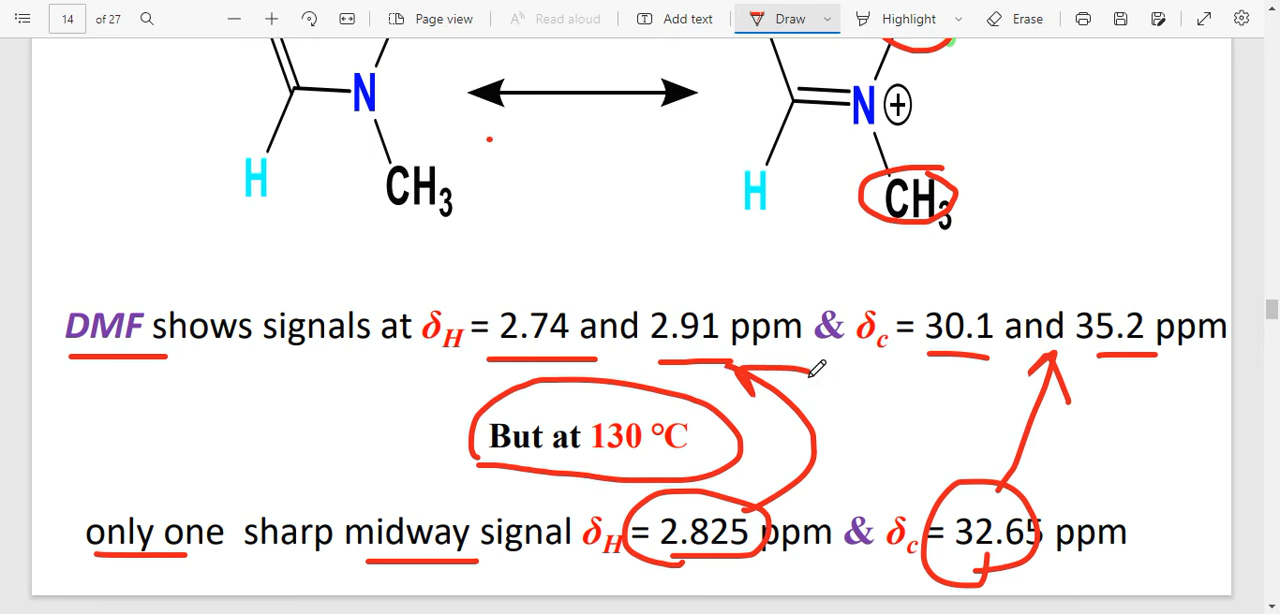 14 of 27 Page view Read aloud Add text Draw Highlight Erase
N N +
H CH3 H CH3
DMF shows signals at δH = 2.74 and 2.91 ppm & δc = 30.1 and 35.2 ppm
But at 130 °C
only one sharp midway signal δH = 2.825 ppm & δc = 32.65 ppm